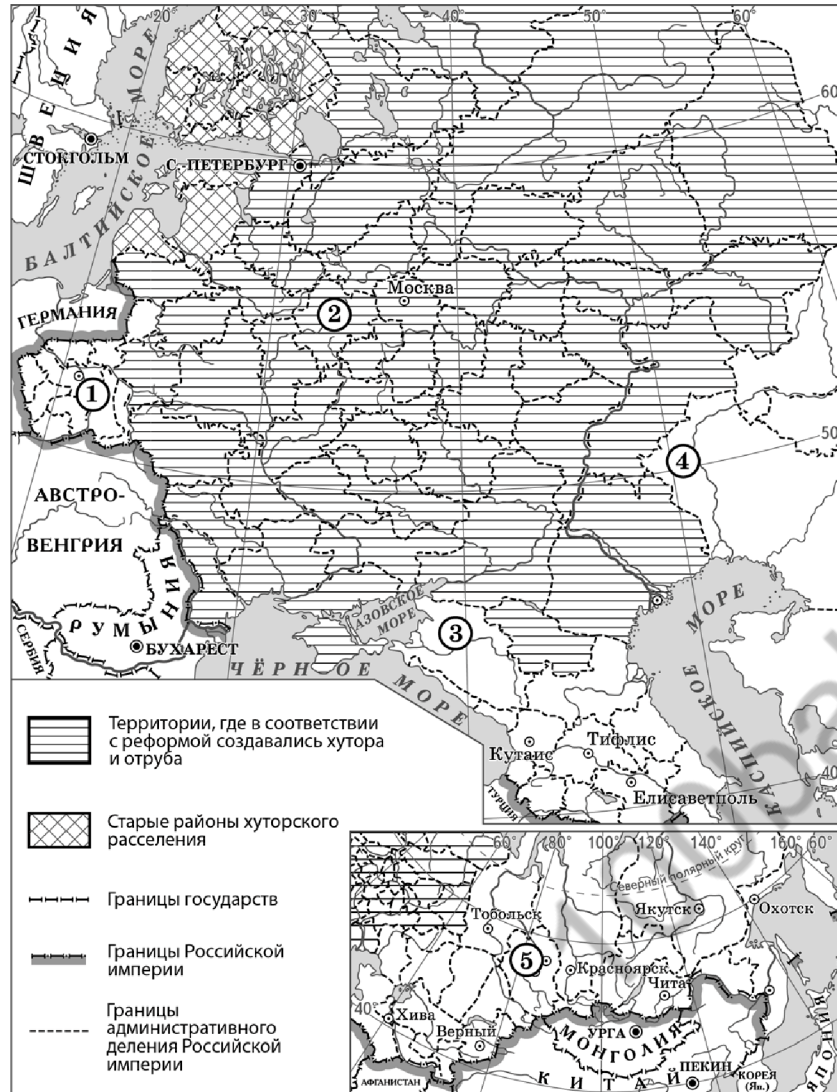 20°
30°
40°
50°
60°
60
ШВЕЦИЯ
БАЛТИЙСКОЕ МОРЕ
СТОКГОЛЬМ
С.-ПЕТЕРБУРГ
Москва
ГЕРМАНИЯ
2
1
4
50
АВСТРО-
ВЕНГРИЯ
РУМЫНИЯ
СЕРБИЯ
БУХАРЕСТ
АЗОВСКОЕ
МОРЕ
3
ЧЁРНОЕ МОРЕ
КАСПИЙСКОЕ МОРЕ
Кутаис
Тифлис
Елисаветполь
ТУРЦИЯ
40
Территории, где в соответствии
с реформой создавались хутора
и отруба
Старые районы хуторского
расселения
Границы государств
Границы Российской
империи
Границы
административного
деления Российской
империи
60°
80°
100°
120°
140°
160°
60°
Северный полярный круг
Тобольск
Якутск
Охотск
5
Красноярск
Чита
40°
Хива
Верный
УРГА
МОНГОЛИЯ
ПЕКИН
КИТАЙ
КОРЕЯ
(Яп.)
ЯПОНИЯ
АФГАНИСТАН